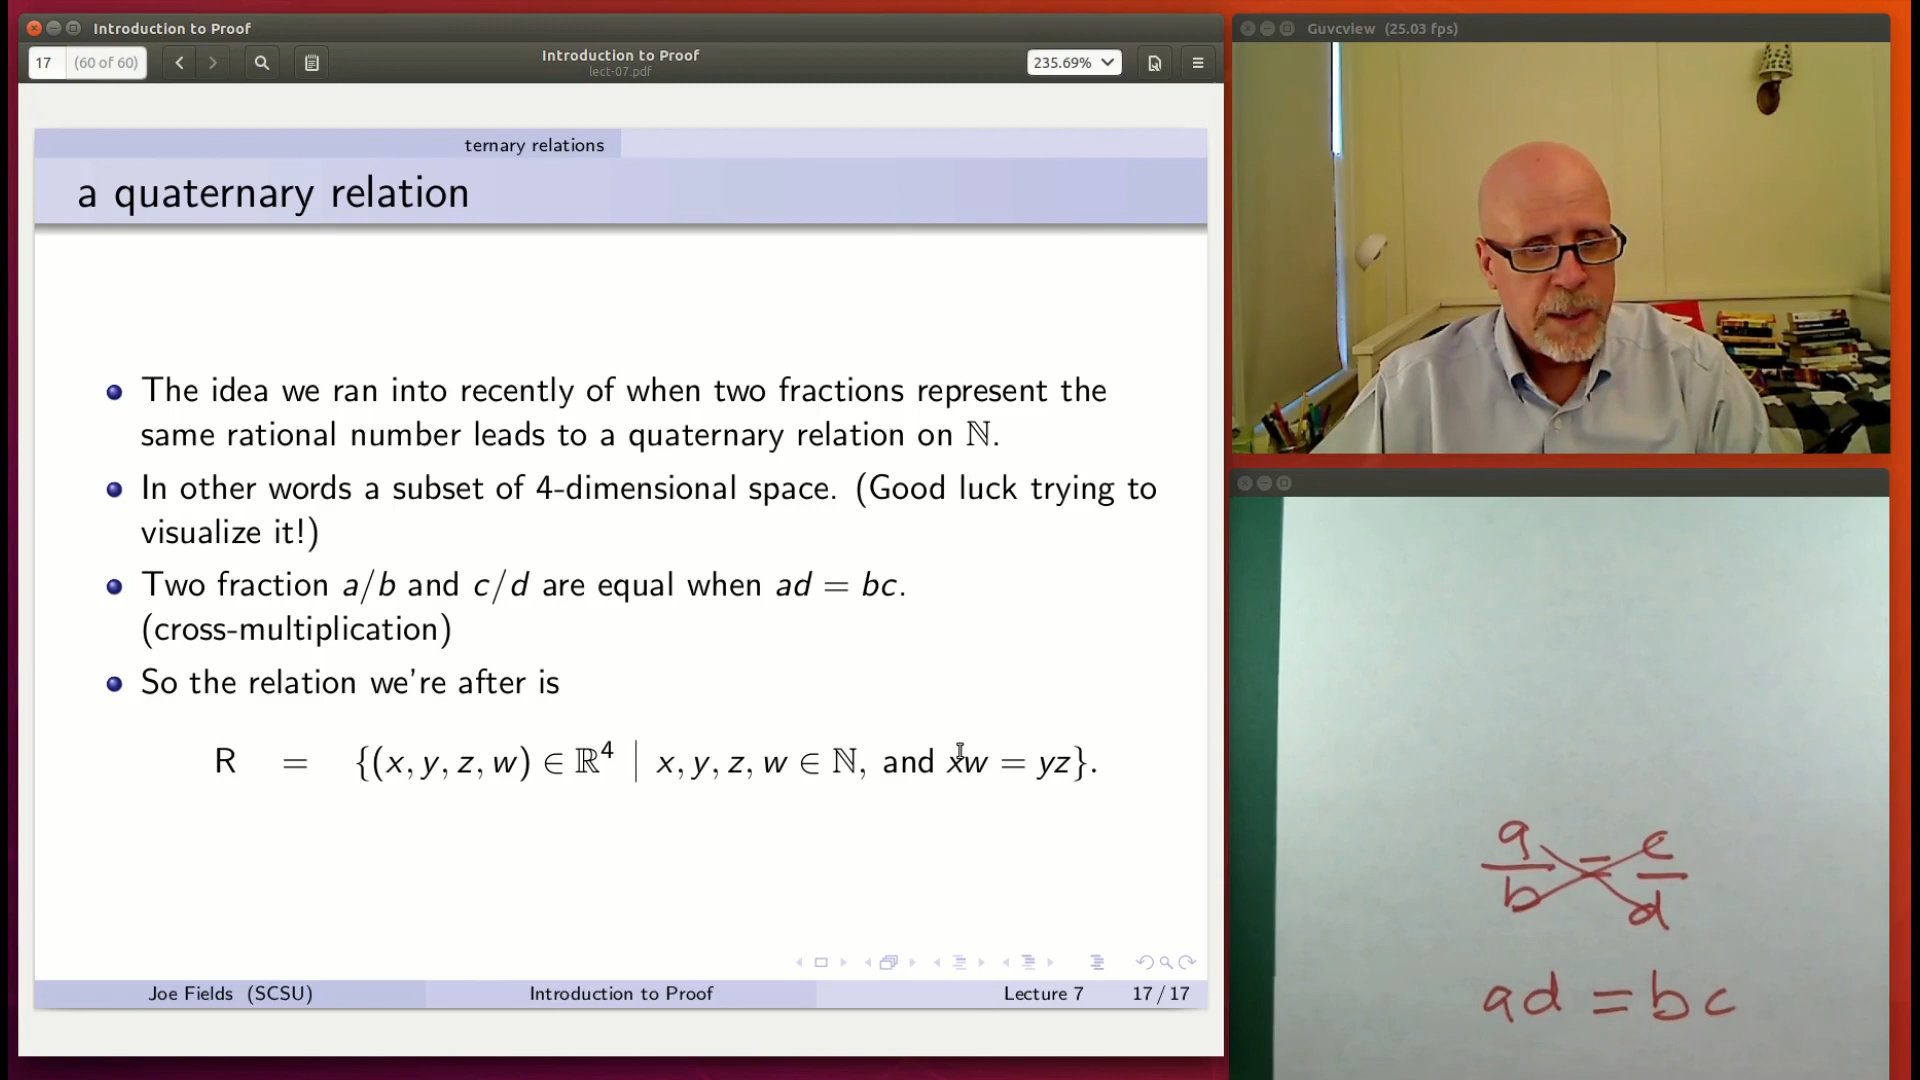 Introduction to Proof
17 (60 of 60)
Introduction to Proof
lect-07.pdf
235.69%
ternary relations
a quaternary relation
The idea we ran into recently of when two fractions represent the
same rational number leads to a quaternary relation on ℕ.
In other words a subset of 4-dimensional space. (Good luck trying to
visualize it!)
Two fraction a/b and c/d are equal when ad = bc.
(cross-multiplication)
So the relation we're after is
R = {(x, y, z, w) ∈ ℝ⁴ | x, y, z, w ∈ ℕ, and xw = yz}.
Joe Fields (SCSU) Introduction to Proof Lecture 7 17 / 17
Guvcview (25.03 fps)
a/b = c/d
ad = bc